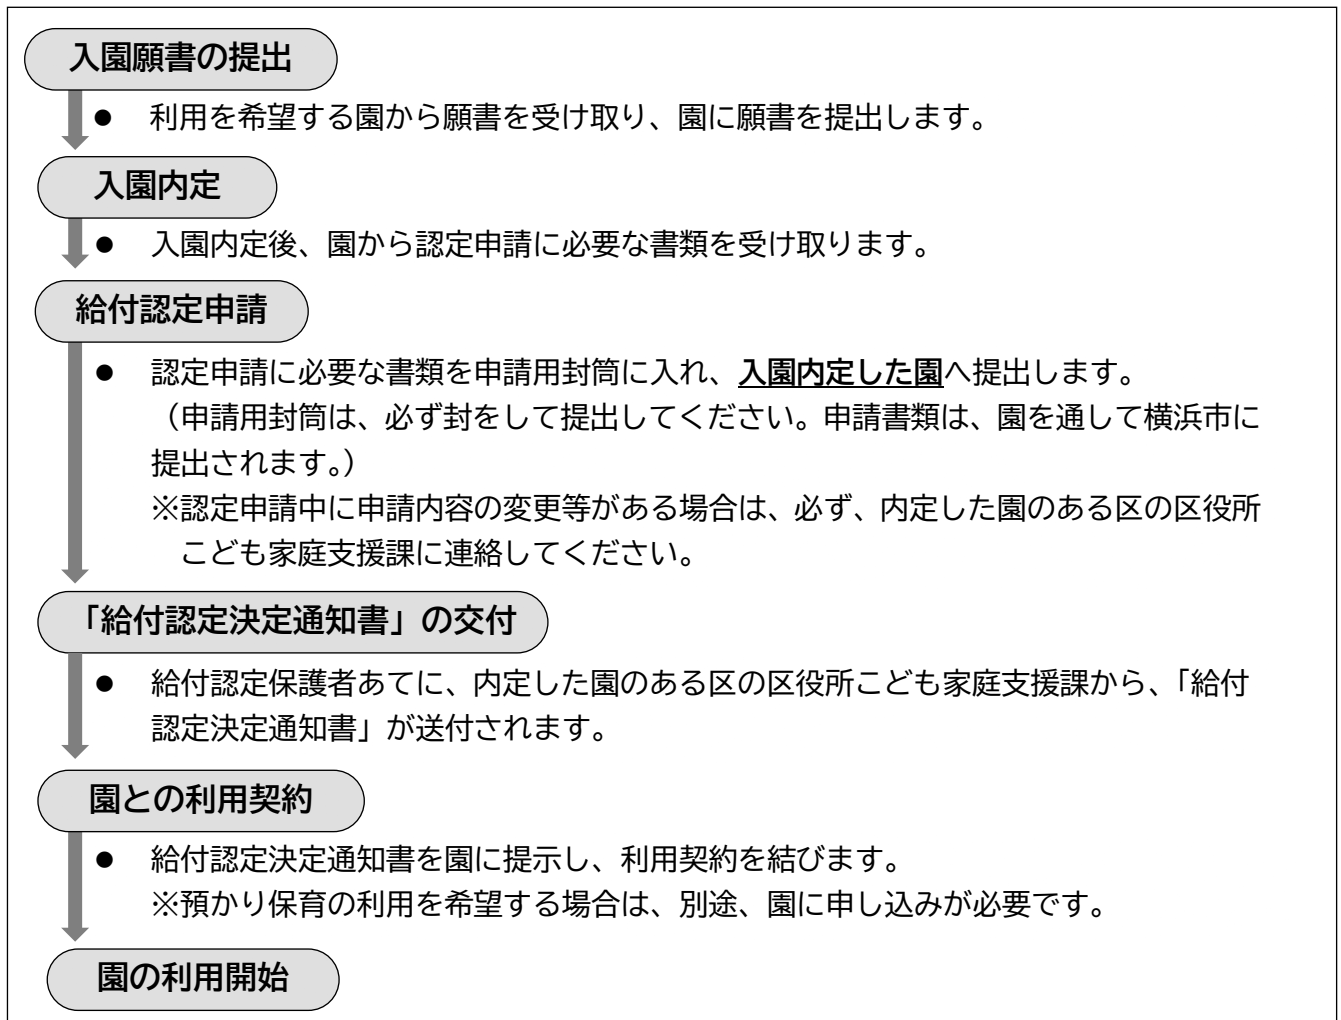 入園願書の提出
● 利用を希望する園から願書を受け取り、園に願書を提出します。
入園内定
● 入園内定後、園から認定申請に必要な書類を受け取ります。
給付認定申請
● 認定申請に必要な書類を申請用封筒に入れ、入園内定した園へ提出します。
（申請用封筒は、必ず封をして提出してください。申請書類は、園を通して横浜市に
提出されます。）
※認定申請中に申請内容の変更等がある場合は、必ず、内定した園のある区の区役所
こども家庭支援課に連絡してください。
「給付認定決定通知書」の交付
● 給付認定保護者あてに、内定した園のある区の区役所こども家庭支援課から、「給付
認定決定通知書」が送付されます。
園との利用契約
● 給付認定決定通知書を園に提示し、利用契約を結びます。
※預かり保育の利用を希望する場合は、別途、園に申し込みが必要です。
園の利用開始